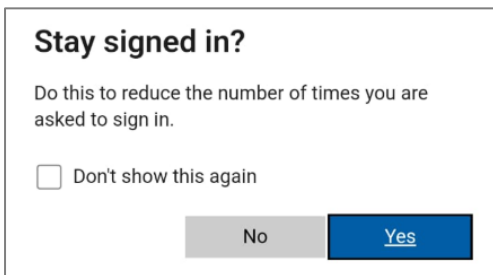 Stay signed in?
Do this to reduce the number of times you are
asked to sign in.
Don't show this again
No
Yes